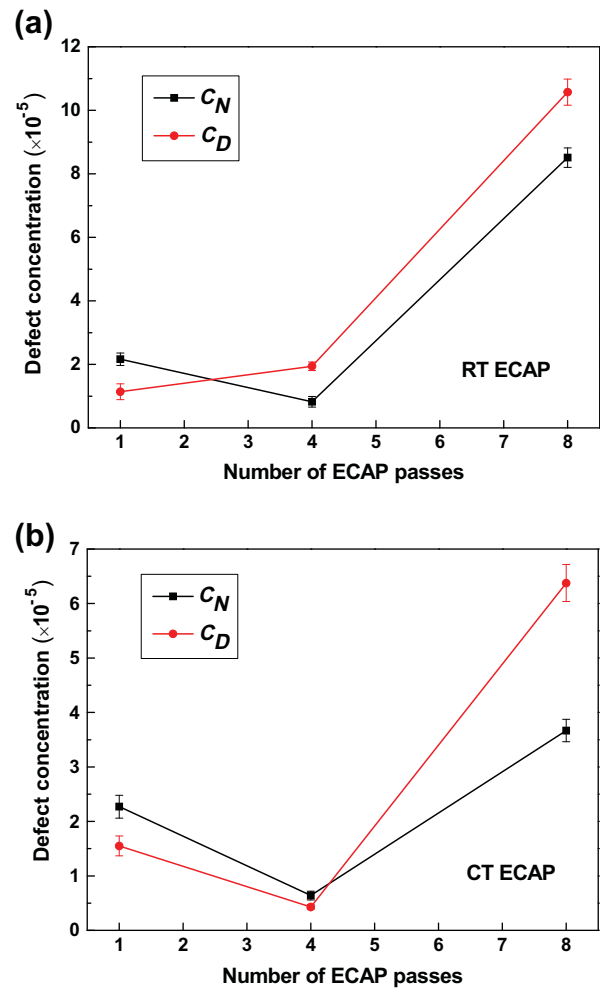 (a)
Defect concentration (×10⁻⁵)
12
10
8
6
4
2
0
C_N
C_D
RT ECAP
1 2 3 4 5 6 7 8
Number of ECAP passes
(b)
Defect concentration (×10⁻⁵)
7
6
5
4
3
2
1
0
C_N
C_D
CT ECAP
1 2 3 4 5 6 7 8
Number of ECAP passes